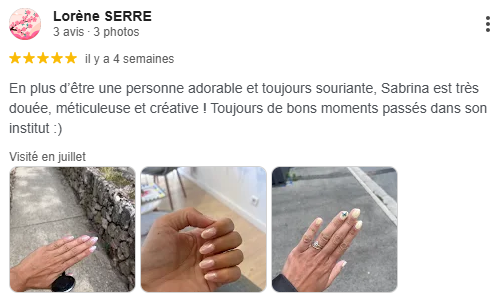 Lorène SERRE
3 avis · 3 photos
il y a 4 semaines
En plus d’être une personne adorable et toujours souriante, Sabrina est très
douée, méticuleuse et créative ! Toujours de bons moments passés dans son
institut :)
Visité en juillet